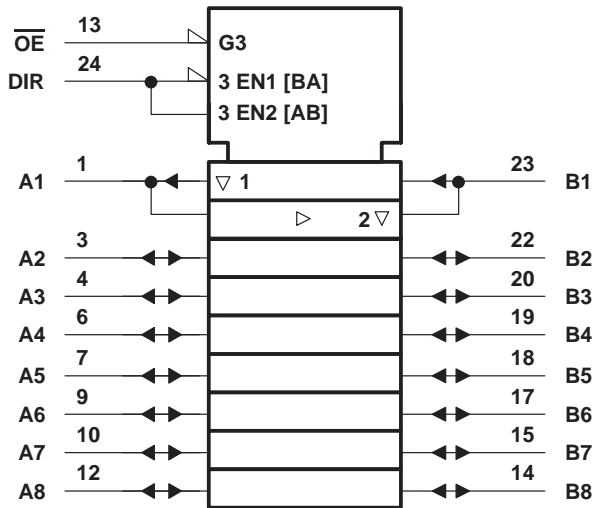 OE 13 G3
DIR 24 3 EN1 [BA]
3 EN2 [AB]
A1 1 ▽ 1 23 B1
▷ 2 ▽
A2 3 22 B2
A3 4 20 B3
A4 6 19 B4
A5 7 18 B5
A6 9 17 B6
A7 10 15 B7
A8 12 14 B8